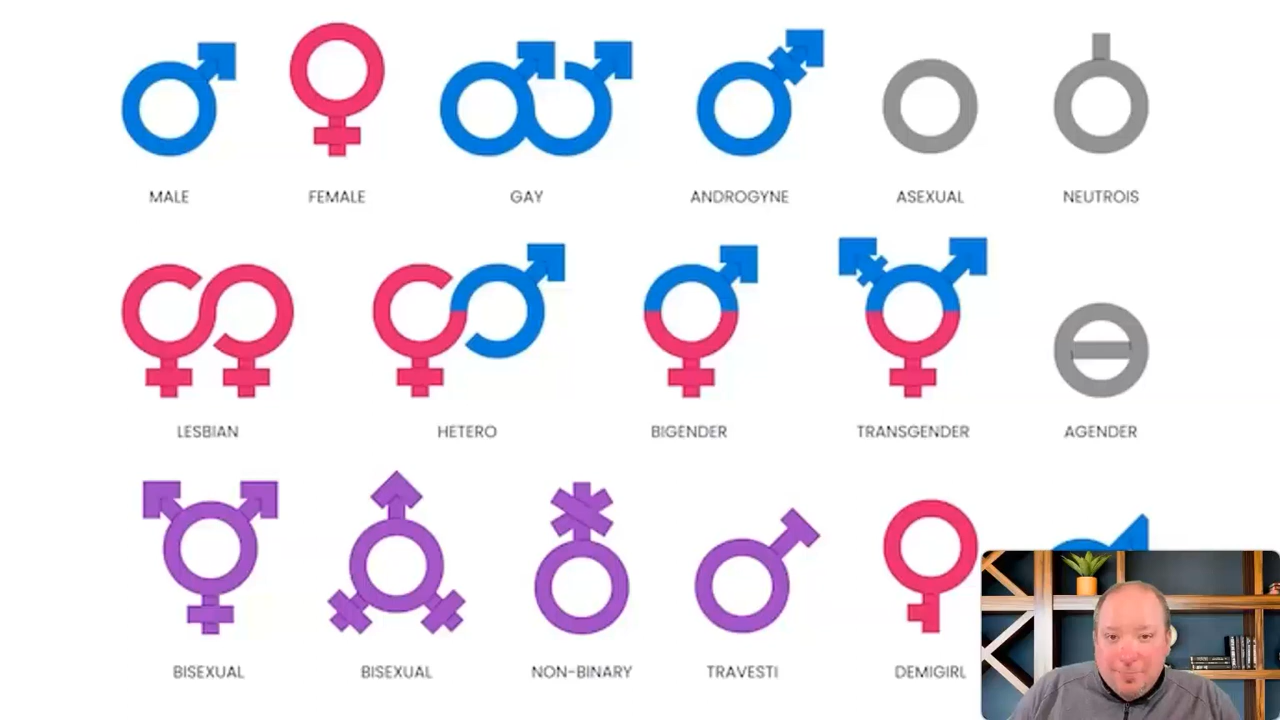 MALE
FEMALE
GAY
ANDROGYNE
ASEXUAL
NEUTROIS
LESBIAN
HETERO
BIGENDER
TRANSGENDER
AGENDER
BISEXUAL
BISEXUAL
NON-BINARY
TRAVESTI
DEMIGIRL